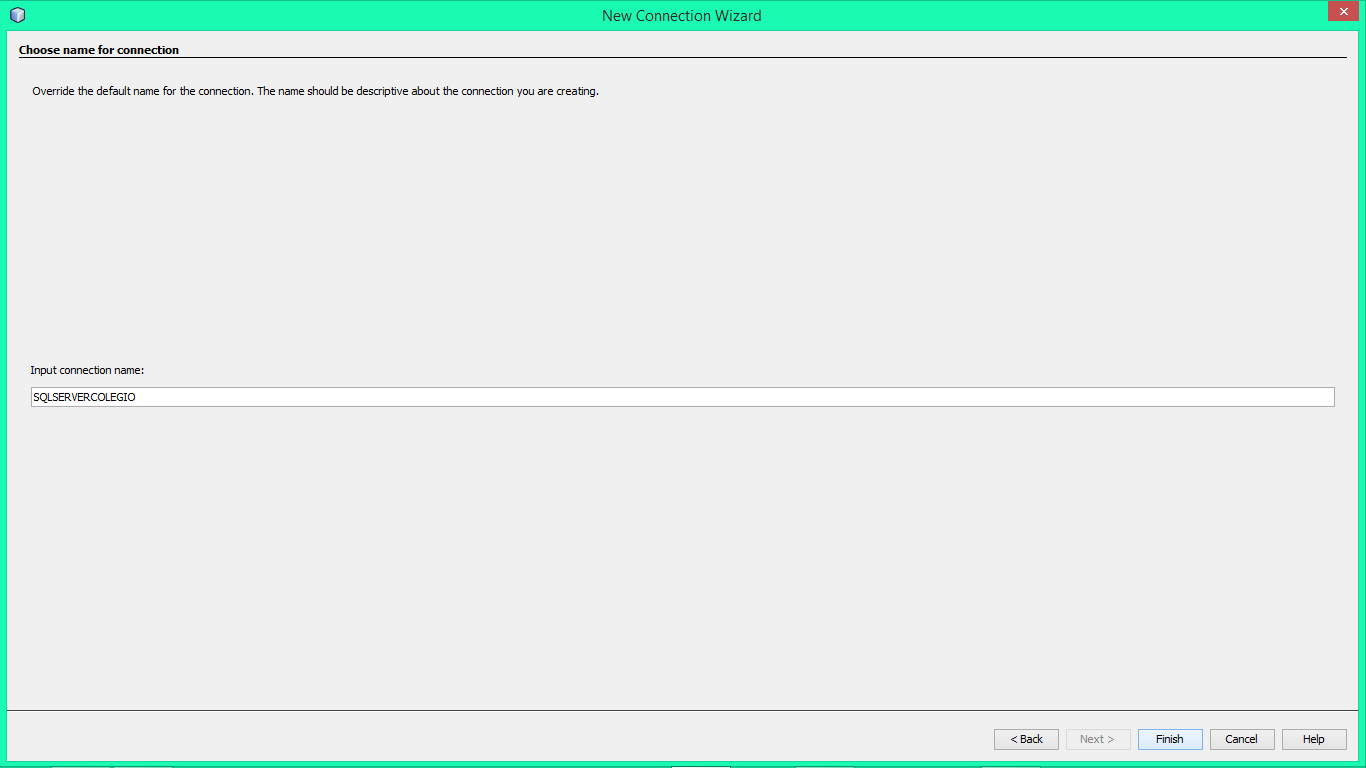 New Connection Wizard
Choose name for connection
Override the default name for the connection. The name should be descriptive about the connection you are creating.
Input connection name:
SQLSERVERCOLEGIO
< Back Next > Finish Cancel Help